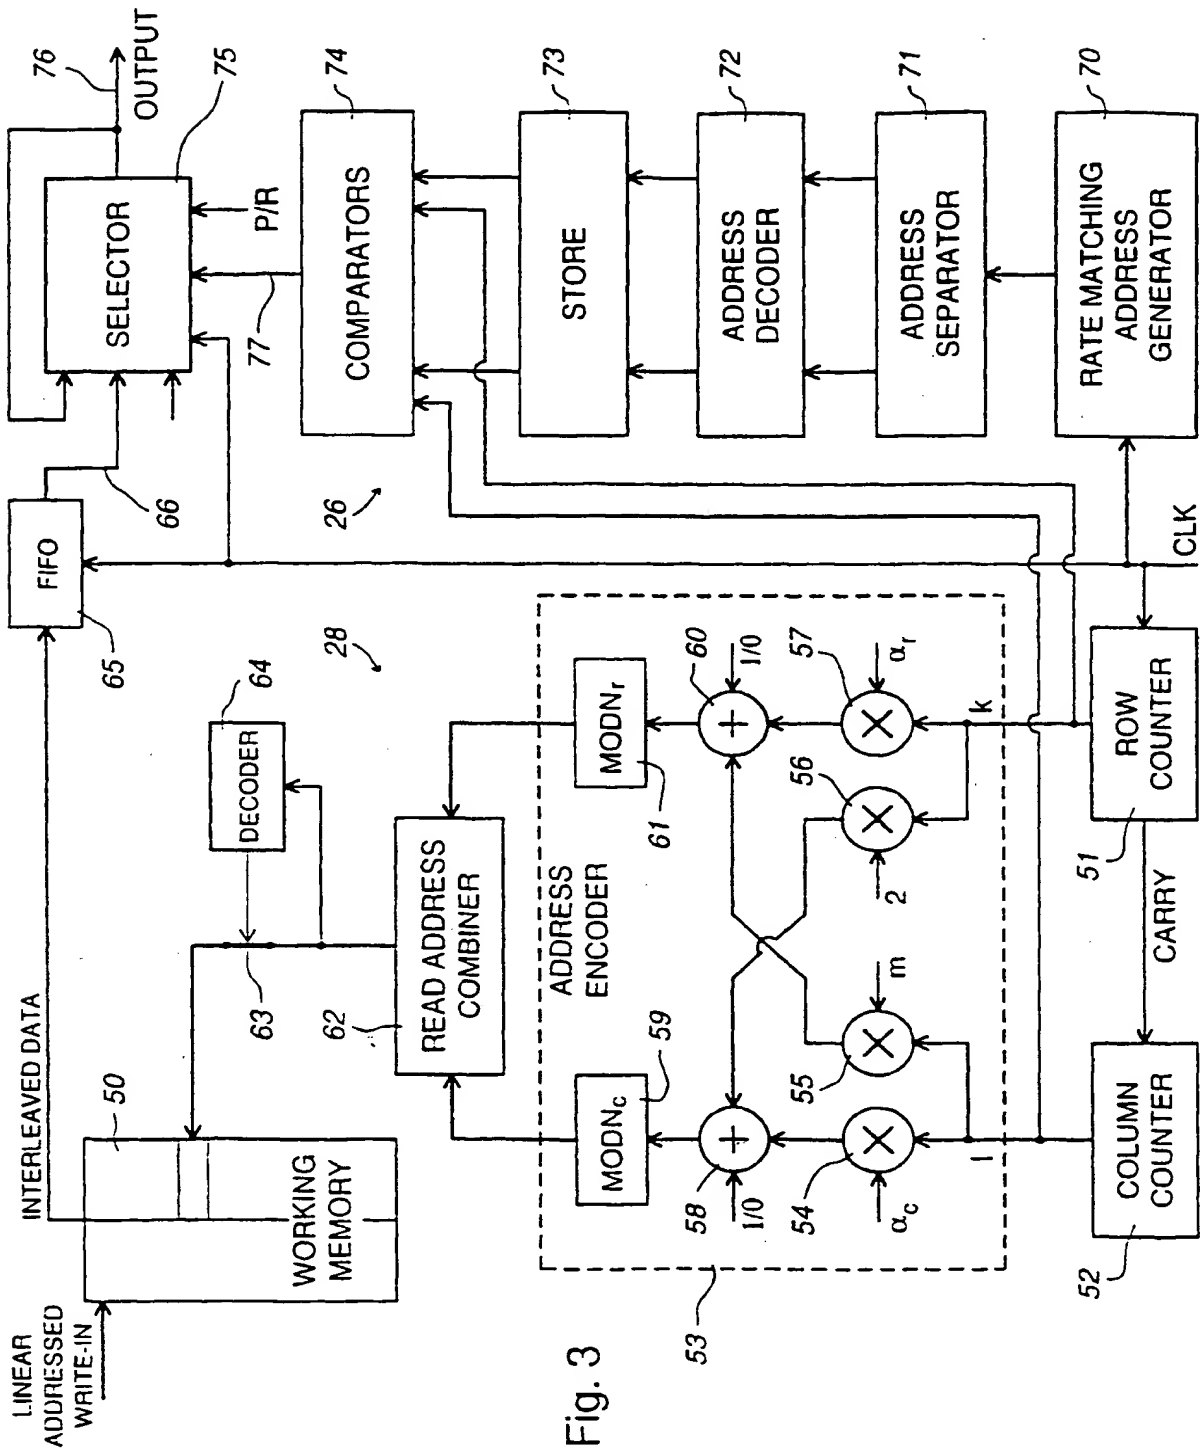 LINEAR
ADDRESSED
WRITE-IN
INTERLEAVED DATA
50
WORKING
MEMORY
63
64
DECODER
65
FIFO
66
76
OUTPUT
75
SELECTOR
P/R
77
28
26
62
READ ADDRESS
COMBINER
74
COMPARATORS
ADDRESS
ENCODER
59
MODNc
61
MODNr
58
1/0
60
1/0
73
STORE
54
αc
55
m
56
2
57
αr
72
ADDRESS
DECODER
l
k
53
71
ADDRESS
SEPARATOR
52
COLUMN
COUNTER
CARRY
51
ROW
COUNTER
CLK
70
RATE MATCHING
ADDRESS
GENERATOR
Fig. 3